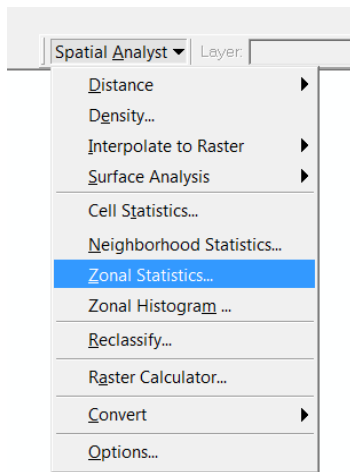 Spatial Analyst Layer:
Distance
Density...
Interpolate to Raster
Surface Analysis
Cell Statistics...
Neighborhood Statistics...
Zonal Statistics...
Zonal Histogram ...
Reclassify...
Raster Calculator...
Convert
Options...